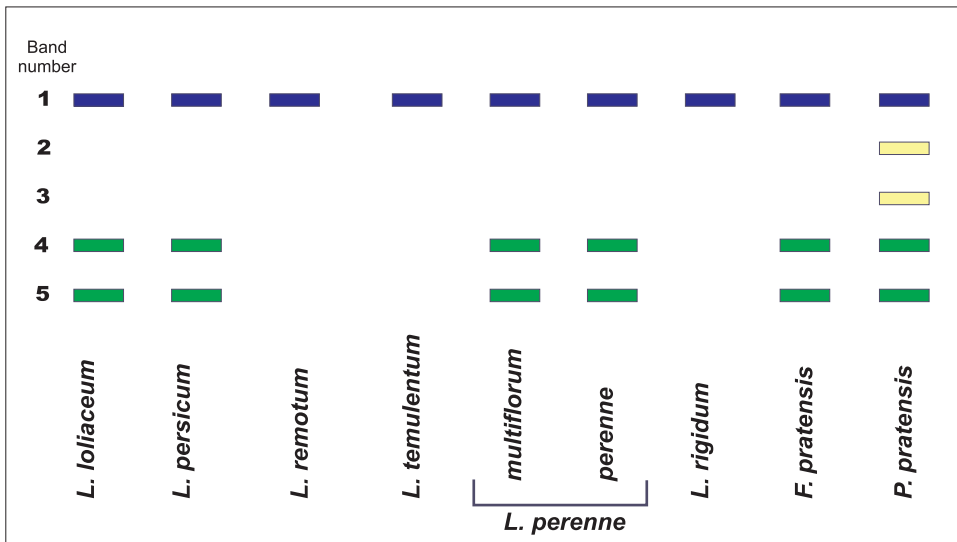 Band
number
1
2
3
4
5
L. loliaceum
L. persicum
L. remotum
L. temulentum
multiflorum
perenne
L. rigidum
F. pratensis
P. pratensis
L. perenne